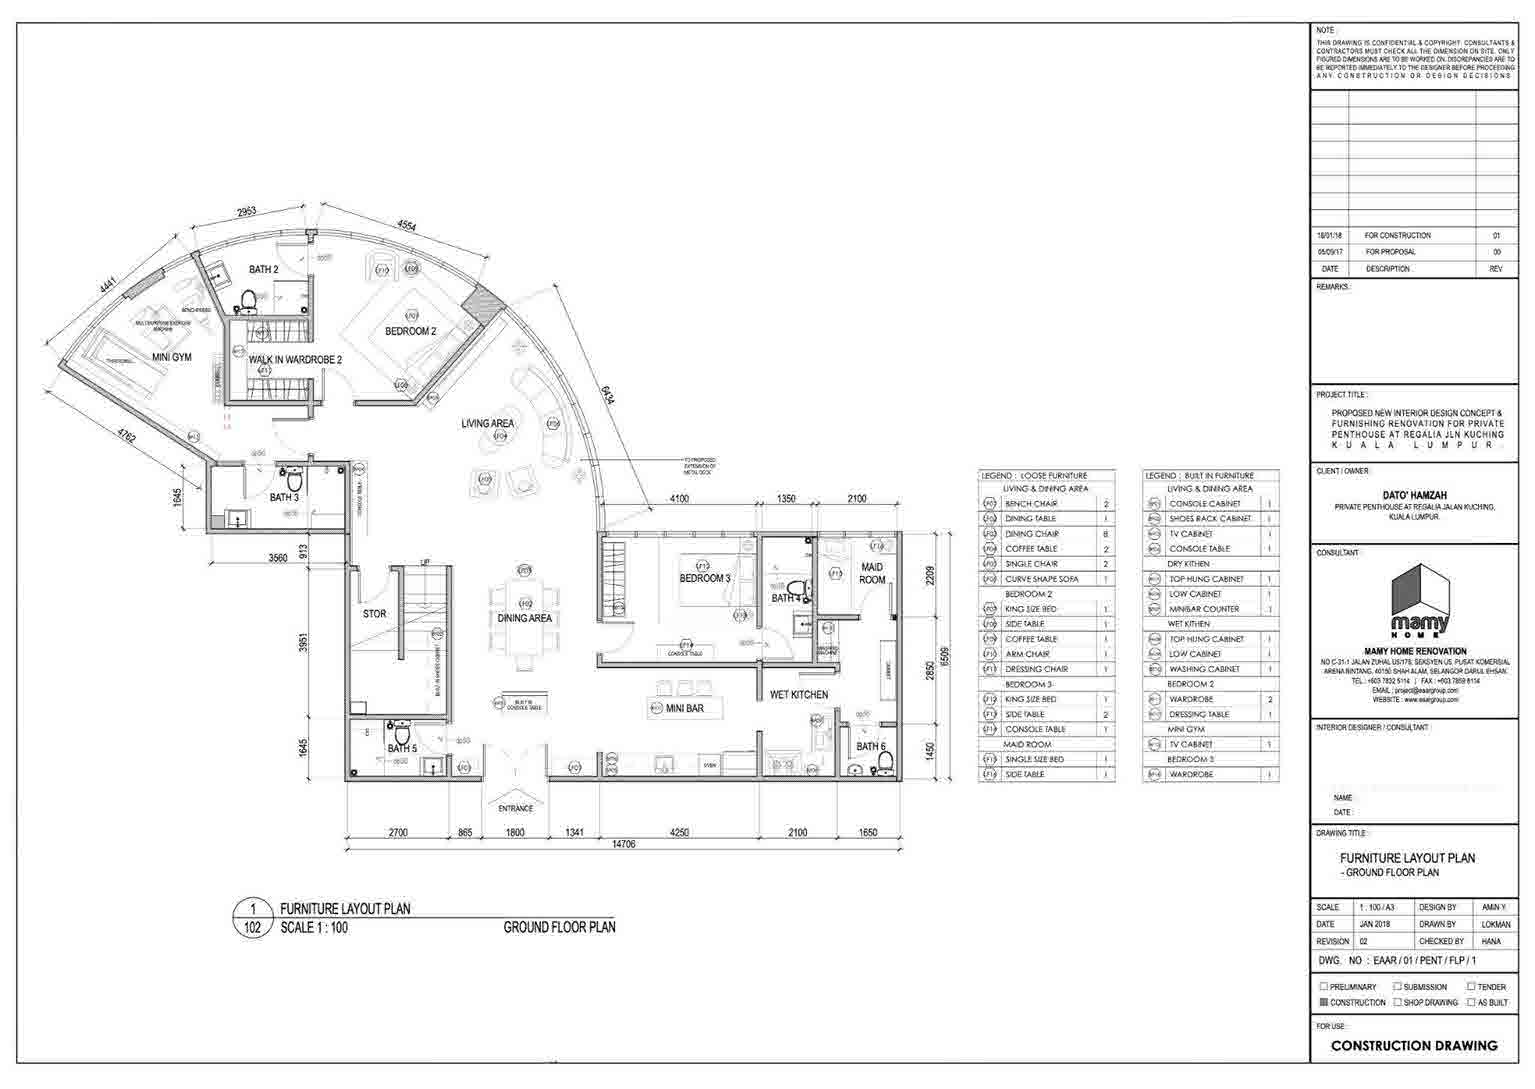 2953
4554
4441
6434
4762
1645
3560
913
3951
1645
BATH 2
BENCHPRESS
MULTIPURPOSE EXERCISE
MACHINE
MINI GYM
TREADMILL
WALK IN WARDROBE 2
BEDROOM 2
LIVING AREA
TO PROPOSED
EXTENSION OF
METAL DECK
BATH 3
CONSOLE TABLE
4100
1350
2100
STOR
UP
BUILT-IN SHOES CABINET
DINING AREA
BEDROOM 3
CONSOLE TABLE
BATH 4
MAID
ROOM
2209
2850
6509
1450
BUILT IN
CONSOLE TABLE
MINI BAR
WET KITCHEN
BATH 5
OVEN
BATH 6
ENTRANCE
2700
865
1800
1341
4250
2100
1650
14706
1
102
FURNITURE LAYOUT PLAN
SCALE 1 : 100
GROUND FLOOR PLAN
LEGEND : LOOSE FURNITURE
LIVING & DINING AREA
BENCH CHAIR 2
DINING TABLE 1
DINING CHAIR 8
COFFEE TABLE 2
SINGLE CHAIR 2
CURVE SHAPE SOFA 1
BEDROOM 2
KING SIZE BED 1
SIDE TABLE 1
COFFEE TABLE 1
ARM CHAIR 1
DRESSING CHAIR 1
BEDROOM 3
KING SIZE BED 1
SIDE TABLE 2
CONSOLE TABLE 1
MAID ROOM
SINGLE SIZE BED 1
SIDE TABLE 1
LEGEND : BUILT IN FURNITURE
LIVING & DINING AREA
CONSOLE CABINET 1
SHOES RACK CABINET 1
TV CABINET 1
CONSOLE TABLE 1
DRY KITHEN
TOP HUNG CABINET 1
LOW CABINET 1
MINIBAR COUNTER 1
WET KITHEN
TOP HUNG CABINET 1
LOW CABINET 1
WASHING CABINET 1
BEDROOM 2
WARDROBE 2
DRESSING TABLE 1
MINI GYM
TV CABINET 1
BEDROOM 3
WARDROBE 1
NOTE :
THIS DRAWING IS CONFIDENTIAL & COPYRIGHT. CONSULTANTS &
CONTRACTORS MUST CHECK ALL THE DIMENSION ON SITE. ONLY
FIGURED DIMENSIONS ARE TO BE WORKED ON. DISCREPANCIES ARE TO
BE REPORTED IMMEDIATELY TO THE DESIGNER BEFORE PROCEEDING
ANY CONSTRUCTION OR DESIGN DECISIONS
18/01/18 FOR CONSTRUCTION 01
05/09/17 FOR PROPOSAL 00
DATE DESCRIPTION REV
REMARKS :
PROJECT TITLE :
PROPOSED NEW INTERIOR DESIGN CONCEPT &
FURNISHING RENOVATION FOR PRIVATE
PENTHOUSE AT REGALIA JLN KUCHING
KUALA LUMPUR.
CLIENT / OWNER:
DATO' HAMZAH
PRIVATE PENTHOUSE AT REGALIA JALAN KUCHING,
KUALA LUMPUR.
CONSULTANT :
mamy
HOME
MAMY HOME RENOVATION
NO C-31-1 JALAN ZUHAL U5/178, SEKSYEN U5, PUSAT KOMERSIAL
ARENA BINTANG, 40150 SHAH ALAM, SELANGOR DARUL EHSAN.
TEL : +603 7832 5114 | FAX : +603 7859 8114
EMAIL : project@esargroup.com
WEBSITE : www.esargroup.com
INTERIOR DESIGNER / CONSULTANT :
NAME :
DATE :
DRAWING TITLE :
FURNITURE LAYOUT PLAN
- GROUND FLOOR PLAN
SCALE 1 : 100 / A3 DESIGN BY AMIN Y.
DATE JAN 2018 DRAWN BY LOKMAN
REVISION 02 CHECKED BY HANA
DWG. NO : EAAR / 01 / PENT / FLP / 1
PRELIMINARY SUBMISSION TENDER
CONSTRUCTION SHOP DRAWING AS BUILT
FOR USE :
CONSTRUCTION DRAWING